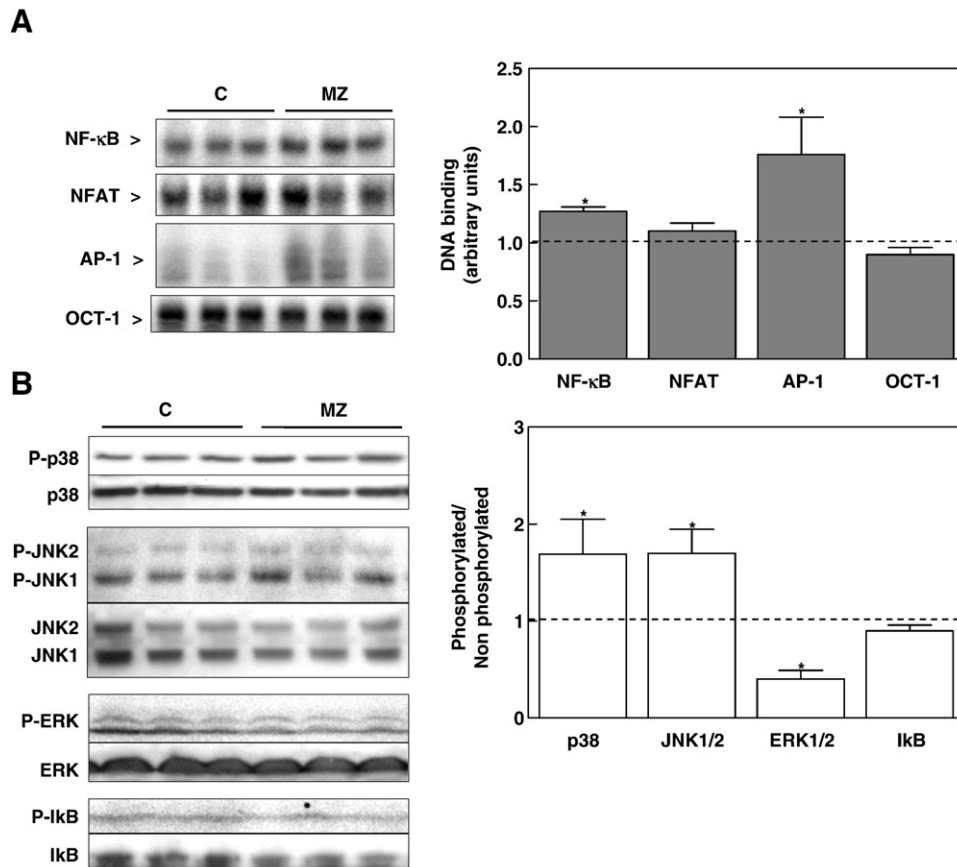 A
C MZ
NF-κB >
NFAT >
AP-1 >
OCT-1 >
DNA binding
(arbitrary units)
2.5
2.0
1.5
1.0
0.5
0.0
*
*
NF-κB NFAT AP-1 OCT-1
B
C MZ
P-p38
p38
P-JNK2
P-JNK1
JNK2
JNK1
P-ERK
ERK
P-IkB
IkB
Phosphorylated/
Non phosphorylated
3
2
1
0
* *
*
p38 JNK1/2 ERK1/2 IkB